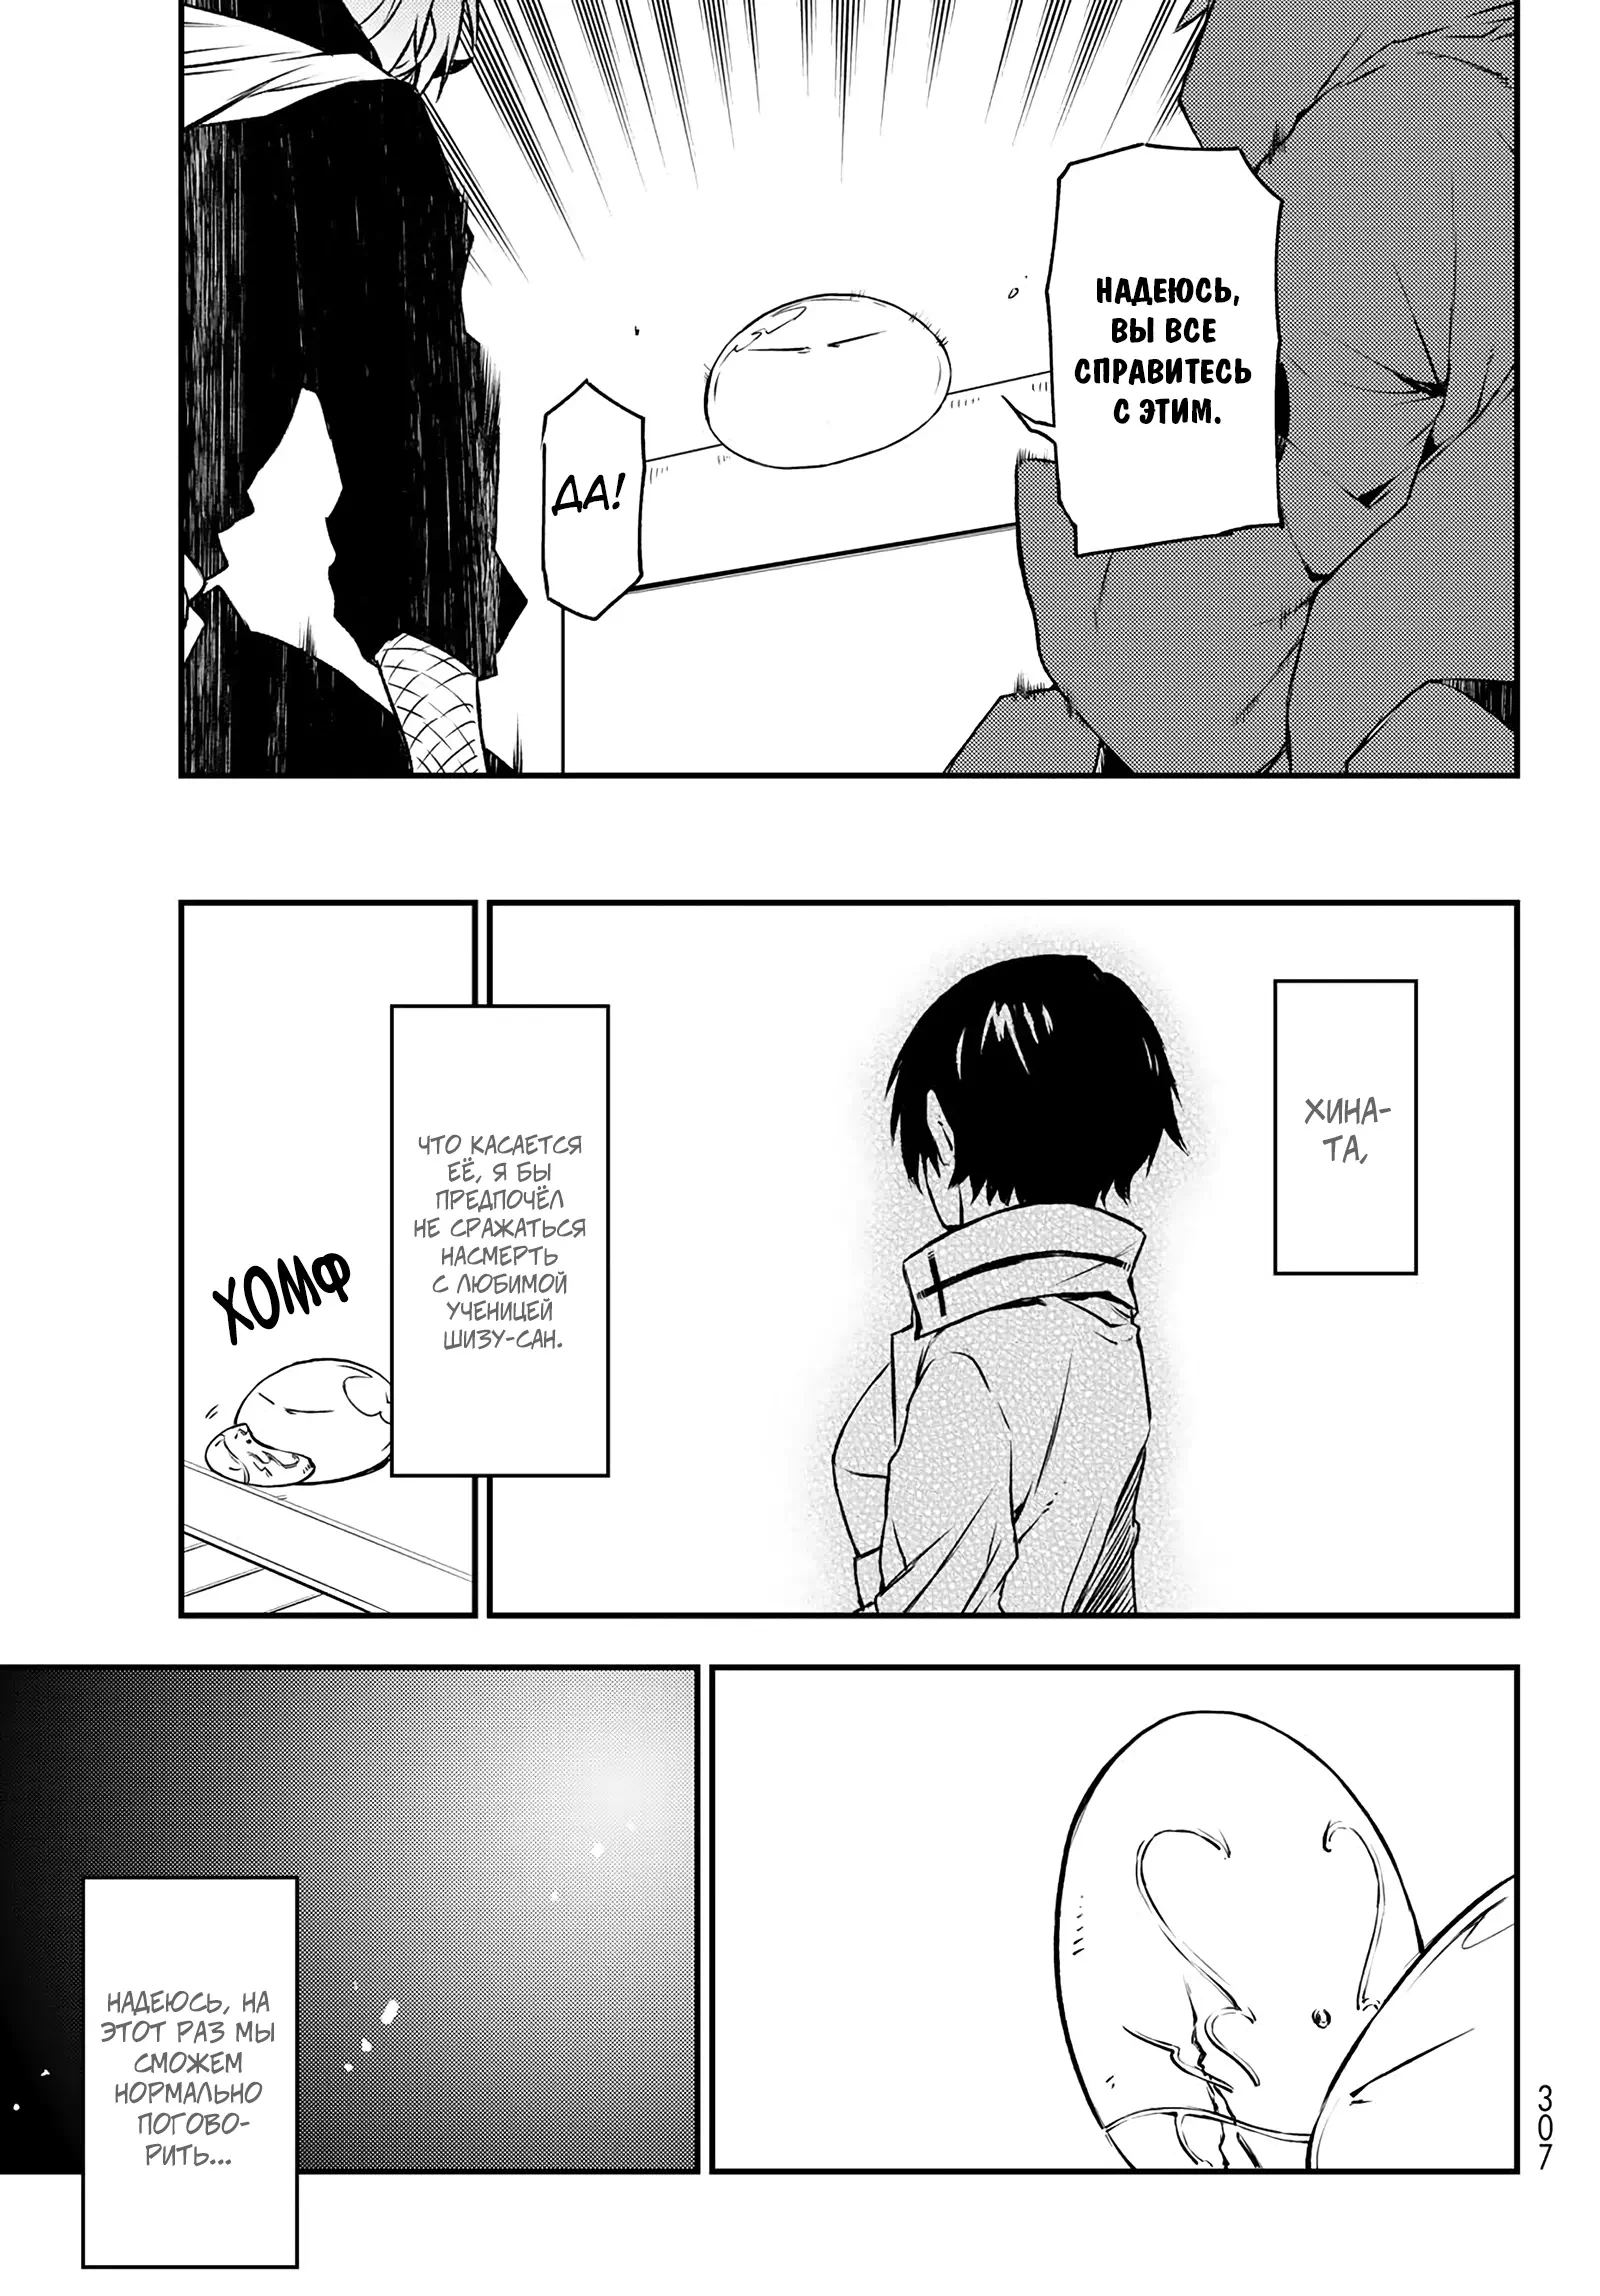 НАДЕЮСЬ,
ВЫ ВСЕ
СПРАВИТЕСЬ
С ЭТИМ.
ДА!
ХИНА-
ТА,
ЧТО КАСАЕТСЯ
ЕЁ, Я БЫ
ПРЕДПОЧЁЛ
НЕ СРАЖАТЬСЯ
НАСМЕРТЬ
С ЛЮБИМОЙ
УЧЕНИЦЕЙ
ШИЗУ-САН.
ХОМФ
НАДЕЮСЬ, НА
ЭТОТ РАЗ МЫ
СМОЖЕМ
НОРМАЛЬНО
ПОГОВО-
РИТЬ...
307